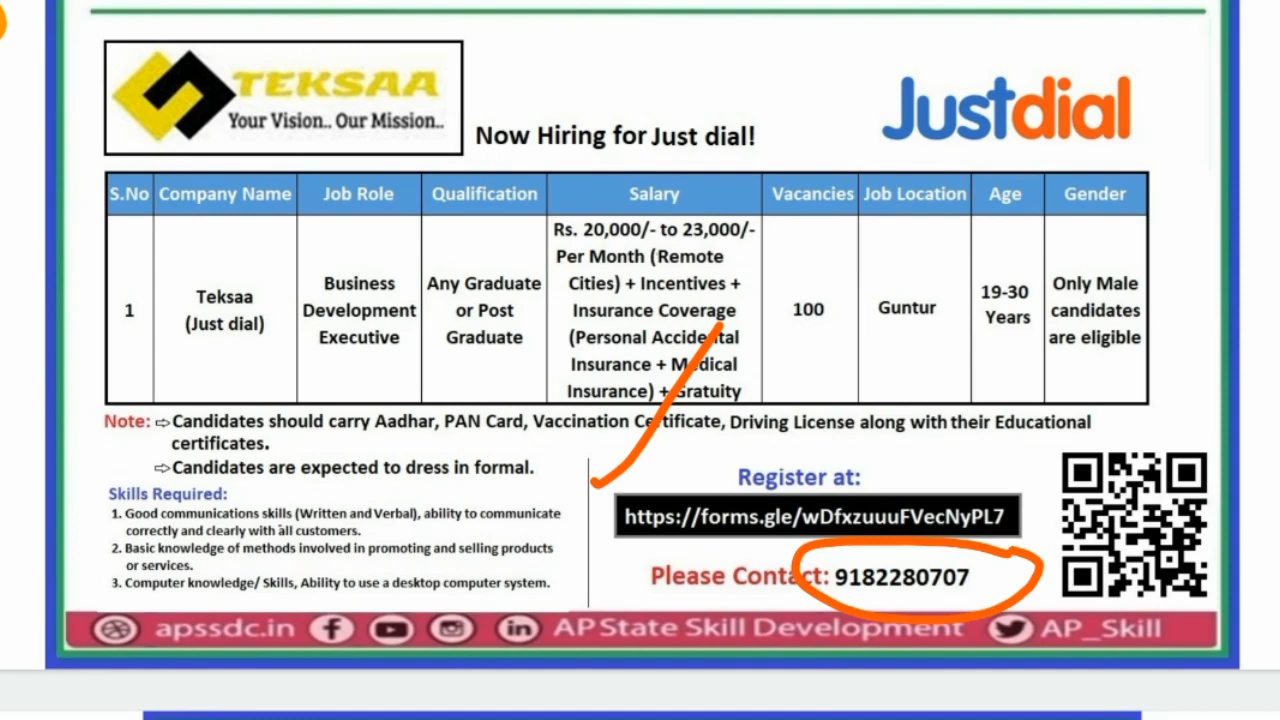 TEKSAA
Your Vision.. Our Mission..
Now Hiring for Just dial!
Justdial
S.No Company Name Job Role Qualification Salary Vacancies Job Location Age Gender
1
Teksaa
(Just dial)
Business
Development
Executive
Any Graduate
or Post
Graduate
Rs. 20,000/- to 23,000/-
Per Month (Remote
Cities) + Incentives +
Insurance Coverage
(Personal Accidental
Insurance + Medical
Insurance) + Gratuity
100
Guntur
19-30
Years
Only Male
candidates
are eligible
Note: ⇨Candidates should carry Aadhar, PAN Card, Vaccination Certificate, Driving License along with their Educational
certificates.
⇨Candidates are expected to dress in formal.
Skills Required:
1. Good communications skills (Written and Verbal), ability to communicate
correctly and clearly with all customers.
2. Basic knowledge of methods involved in promoting and selling products
or services.
3. Computer knowledge/ Skills, Ability to use a desktop computer system.
Register at:
https://forms.gle/wDfxzuuuFVecNyPL7
Please Contact: 9182280707
apssdc.in AP State Skill Development AP_Skill